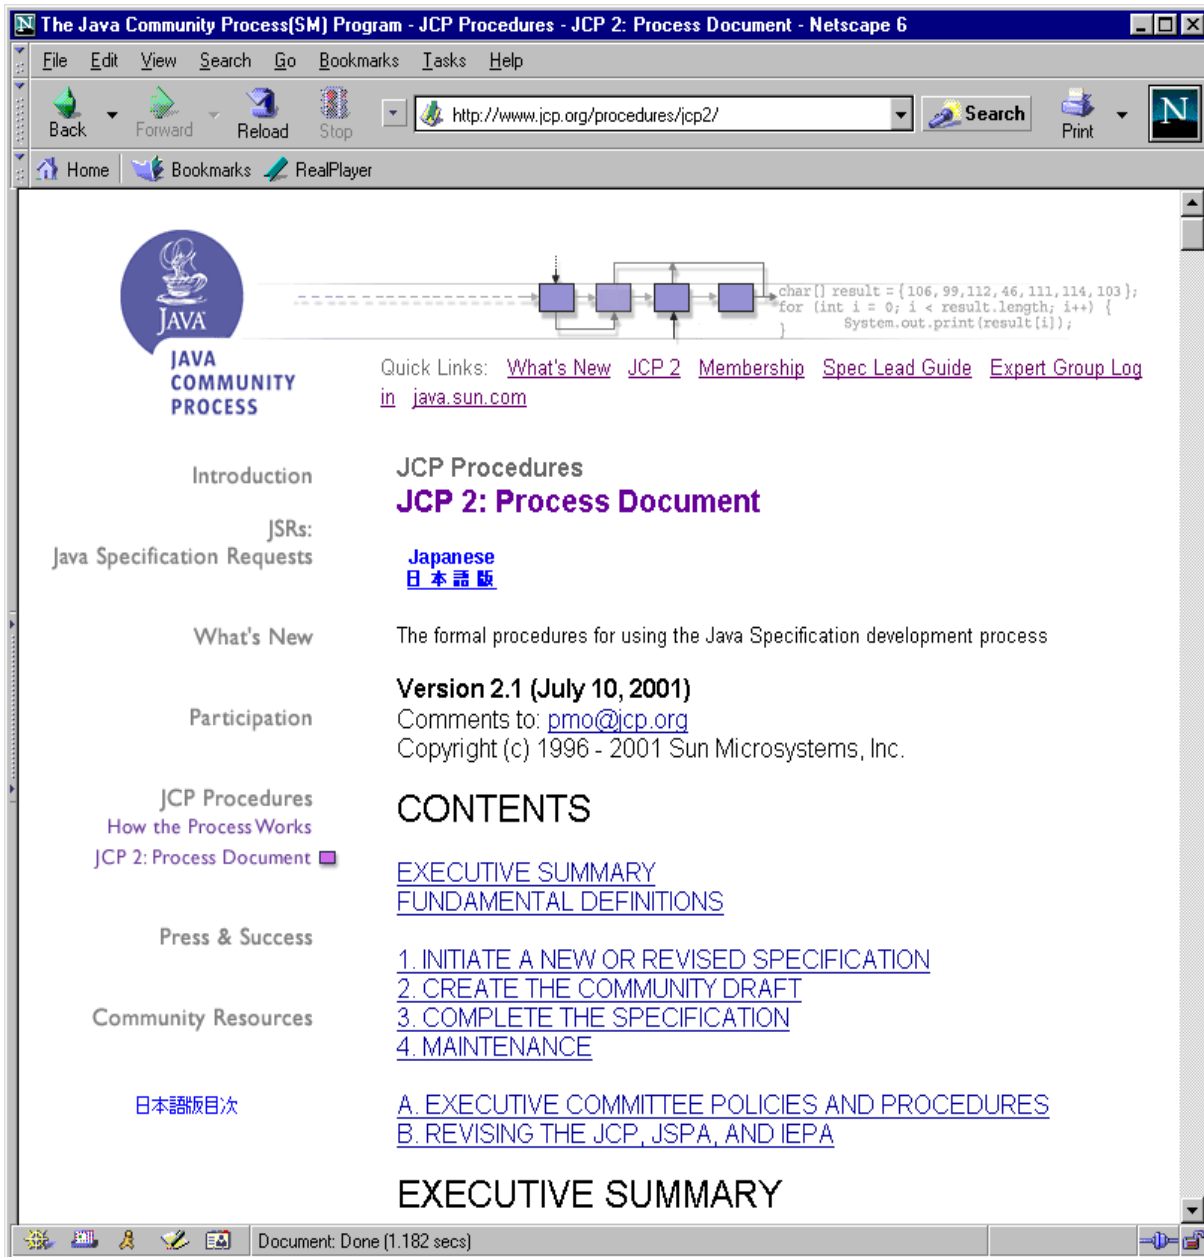 The Java Community Process(SM) Program - JCP Procedures - JCP 2: Process Document - Netscape 6
File Edit View Search Go Bookmarks Tasks Help
Back Forward Reload Stop http://www.jcp.org/procedures/jcp2/ Search Print N
Home Bookmarks RealPlayer
JAVA
JAVA
COMMUNITY
PROCESS
char[] result = {106, 99, 112, 46, 111, 114, 103};
for (int i = 0; i < result.length; i++) {
System.out.print(result[i]);
}
Quick Links: What's New JCP 2 Membership Spec Lead Guide Expert Group Log
in java.sun.com
Introduction
JSRs:
Java Specification Requests
What's New
Participation
JCP Procedures
How the Process Works
JCP 2: Process Document
Press & Success
Community Resources
日本語版目次
JCP Procedures
JCP 2: Process Document
Japanese
日本語版
The formal procedures for using the Java Specification development process
Version 2.1 (July 10, 2001)
Comments to: pmo@jcp.org
Copyright (c) 1996 - 2001 Sun Microsystems, Inc.
CONTENTS
EXECUTIVE SUMMARY
FUNDAMENTAL DEFINITIONS
1. INITIATE A NEW OR REVISED SPECIFICATION
2. CREATE THE COMMUNITY DRAFT
3. COMPLETE THE SPECIFICATION
4. MAINTENANCE
A. EXECUTIVE COMMITTEE POLICIES AND PROCEDURES
B. REVISING THE JCP, JSPA, AND IEPA
EXECUTIVE SUMMARY
Document: Done (1.182 secs)